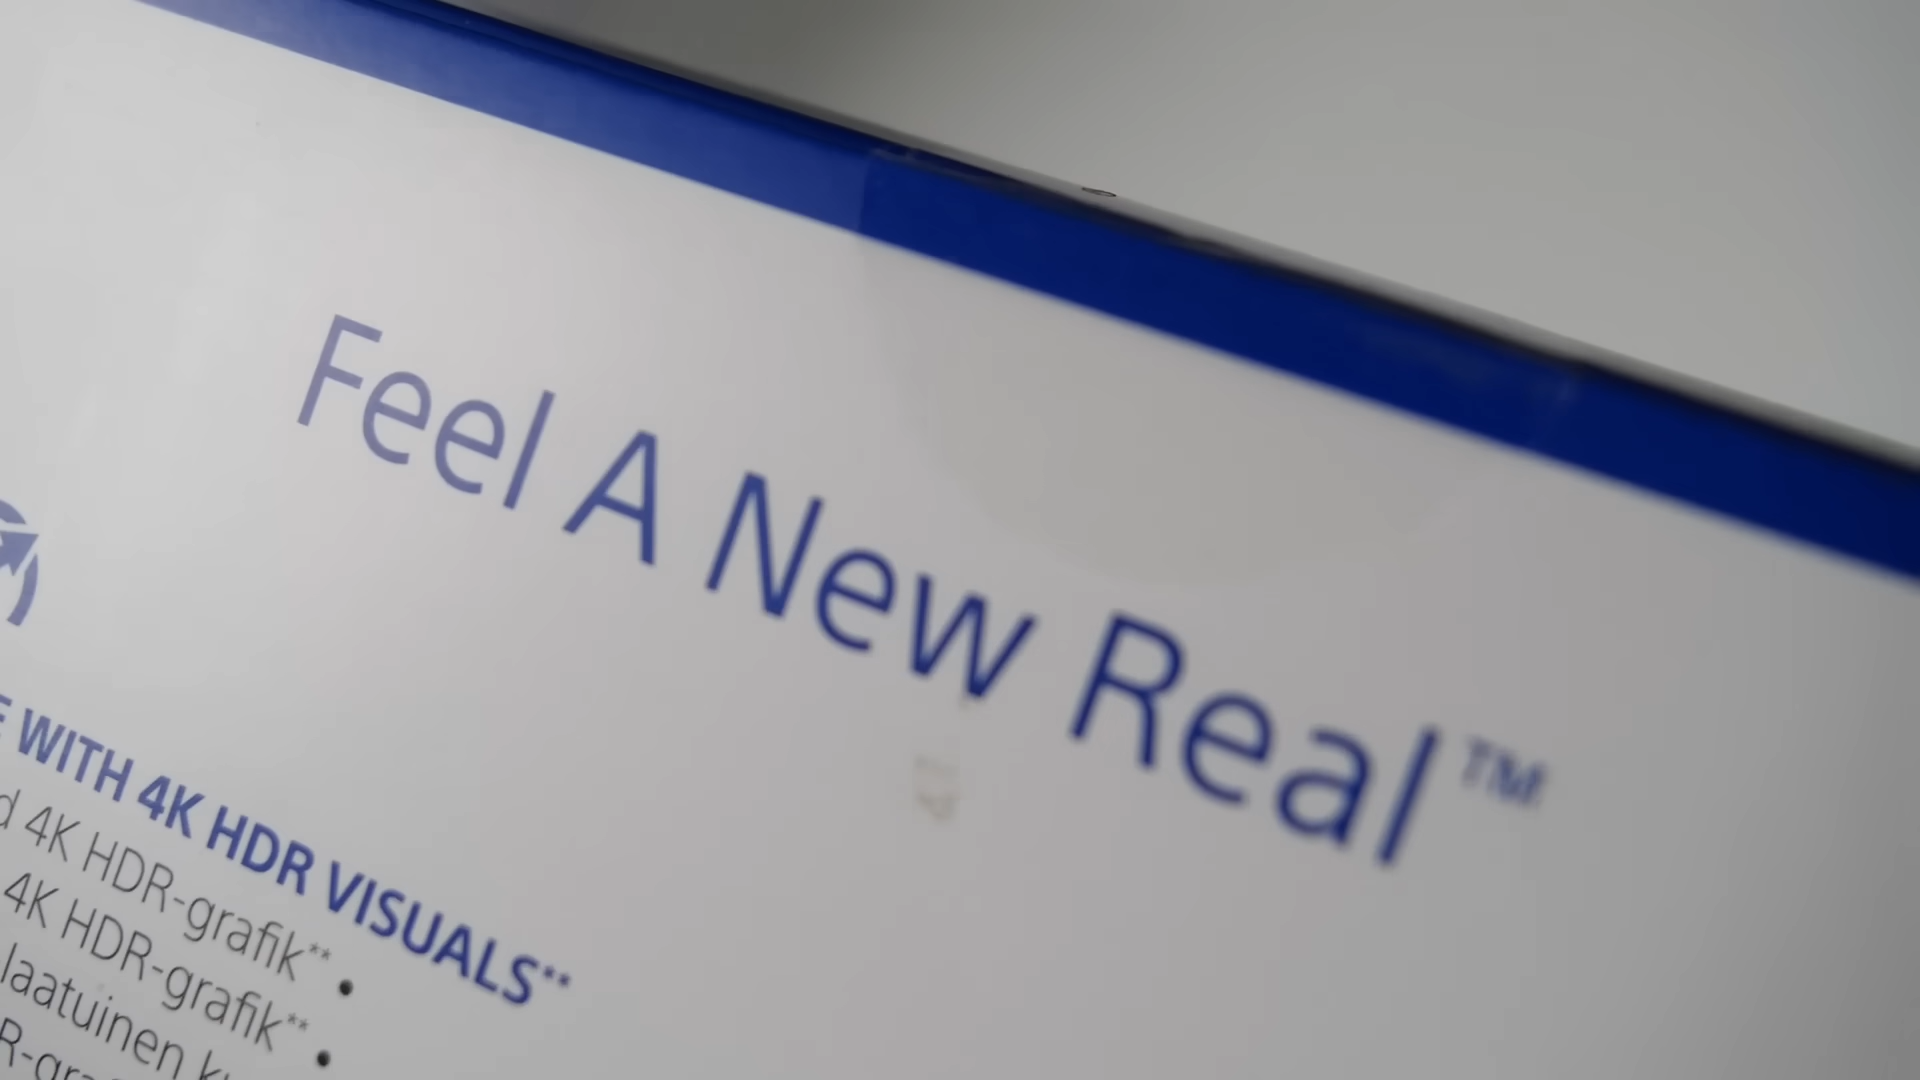 Feel A New Real™
WITH 4K HDR VISUALS**
4K HDR-grafik** •
4K HDR-grafik** •
laatuinen